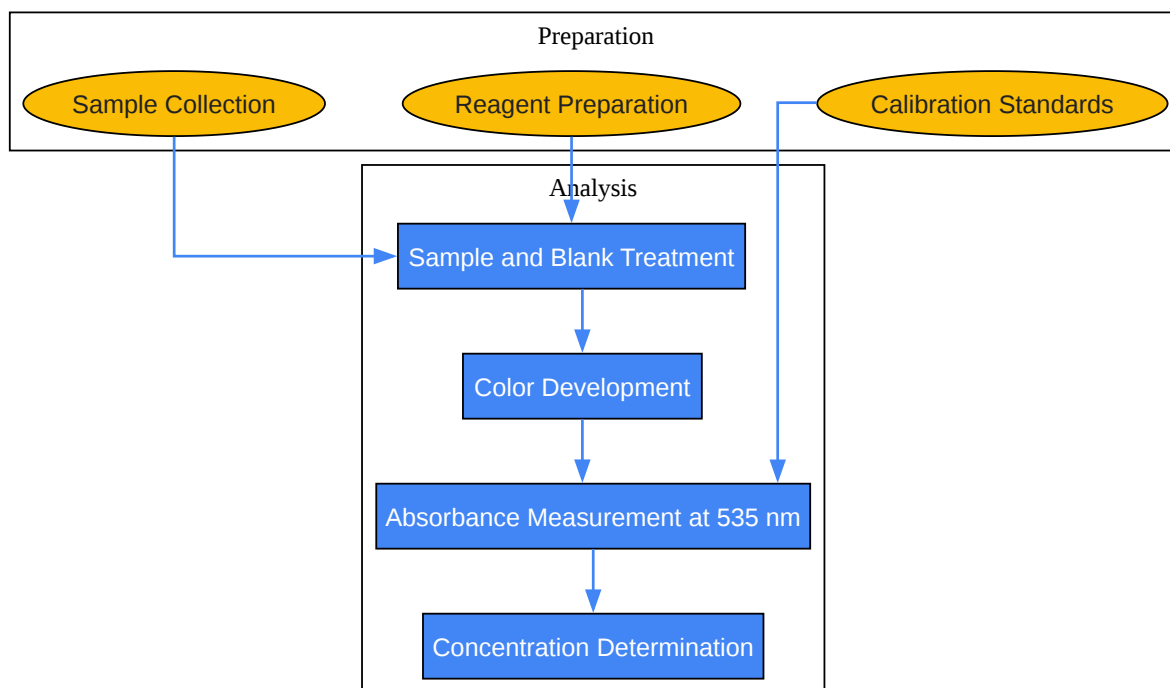 Preparation
Sample Collection
Reagent Preparation
Calibration Standards
Analysis
Sample and Blank Treatment
Color Development
Absorbance Measurement at 535 nm
Concentration Determination